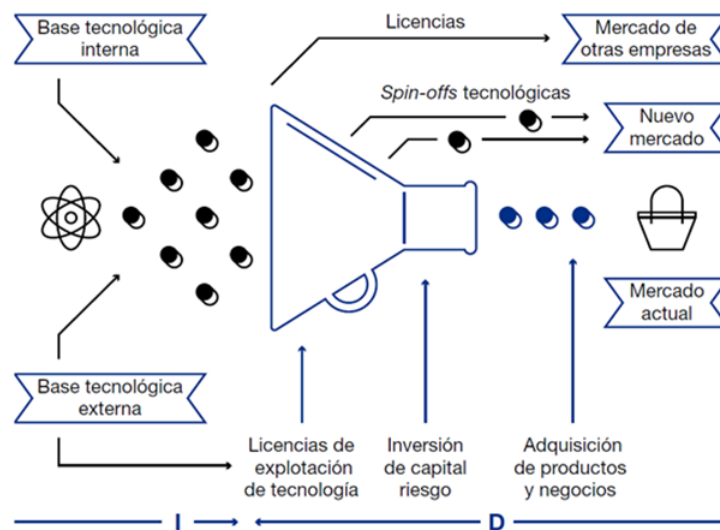 Base tecnológica
interna
Licencias
Mercado de
otras empresas
Spin-offs tecnológicas
Nuevo
mercado
Mercado
actual
Base tecnológica
externa
Licencias de
explotación
de tecnología
Inversión
de capital
riesgo
Adquisición
de productos
y negocios
I
D